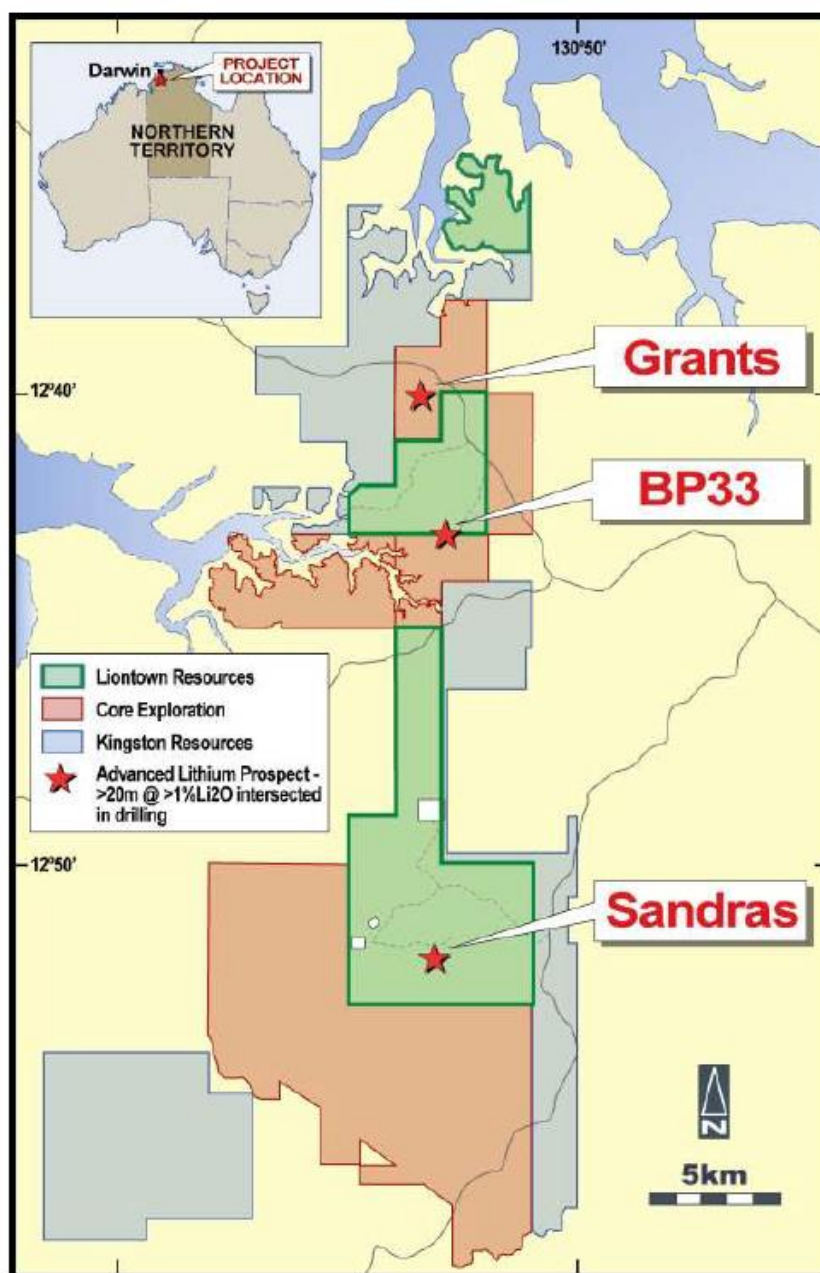 130°50'
Darwin
PROJECT
LOCATION
NORTHERN
TERRITORY
Grants
12°40'
BP33
Liontown Resources
Core Exploration
Kingston Resources
Advanced Lithium Prospect -
>20m @ >1%Li2O intersected
in drilling
12°50'
Sandras
N
5km